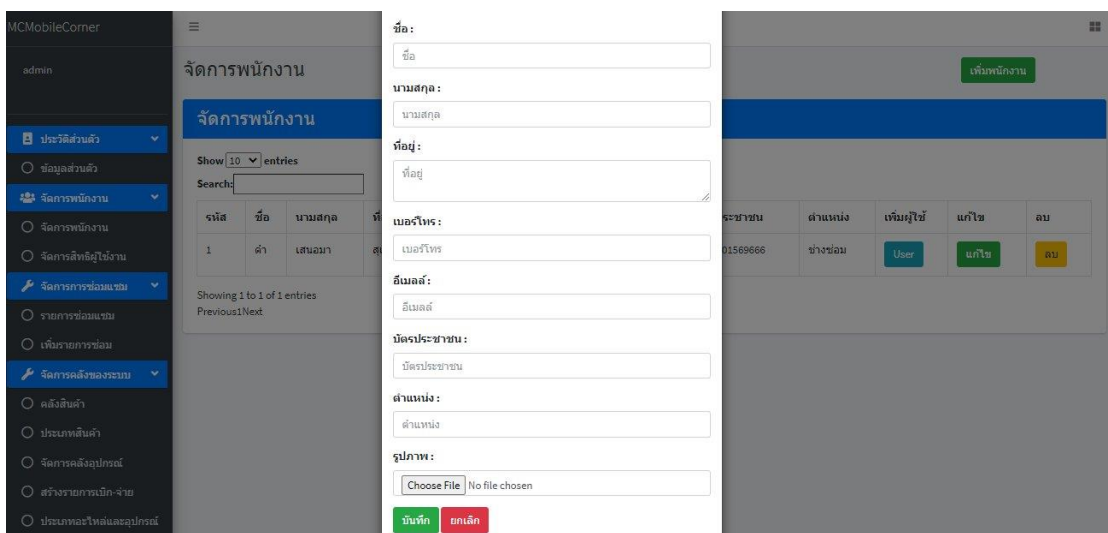 MCMobileCorner
admin
ประวัติส่วนตัว
ข้อมูลส่วนตัว
จัดการพนักงาน
จัดการพนักงาน
จัดการสิทธิผู้ใช้งาน
จัดการการซ่อมแซม
รายการซ่อมแซม
เพิ่มรายการซ่อม
จัดการคลังของระบบ
คลังสินค้า
ประเภทสินค้า
จัดการคลังอุปกรณ์
สร้างรายการเบิก-จ่าย
ประเภทอะไหล่และอุปกรณ์
จัดการพนักงาน
เพิ่มพนักงาน
จัดการพนักงาน
Show 10 entries
Search:
รหัส ชื่อ นามสกุล ระชาชน ตำแหน่ง เพิ่มผู้ใช้ แก้ไข ลบ
1 ดำ เสนอมา 01569666 ช่างซ่อม User แก้ไข ลบ
Showing 1 to 1 of 1 entries
Previous1Next
ชื่อ :
ชื่อ
นามสกุล :
นามสกุล
ที่อยู่ :
ที่อยู่
เบอร์โทร :
เบอร์โทร
อีเมลล์ :
อีเมลล์
บัตรประชาชน :
บัตรประชาชน
ตำแหน่ง :
ตำแหน่ง
รูปภาพ :
Choose File No file chosen
บันทึก ยกเลิก